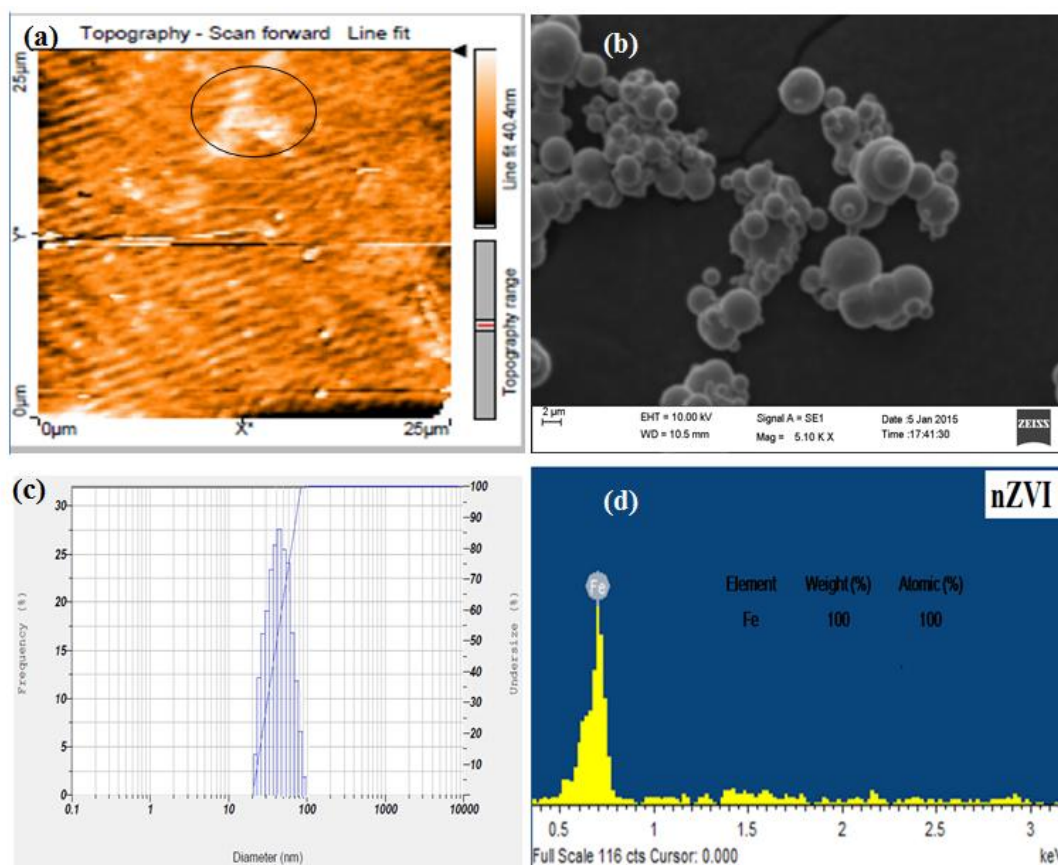 (a)
Topography - Scan forward Line fit
25µm
Y*
0µm
0µm X* 25µm
Line fit 40.4nm
Topography range
(b)
2 µm
EHT = 10.00 kV Signal A = SE1 Date :5 Jan 2015
WD = 10.5 mm Mag = 5.10 K X Time :17:41:30
ZEISS
(c)
Frequency (%)
30
25
20
15
10
5
0
100
90
80
70
60
50
40
30
20
10
Undersize (%)
0.1 1 10 100 1000 10000
Diameter (nm)
(d)
nZVI
Fe
Element Weight (%) Atomic (%)
Fe 100 100
0.5 1 1.5 2 2.5 3
Full Scale 116 cts Cursor: 0.000 keV